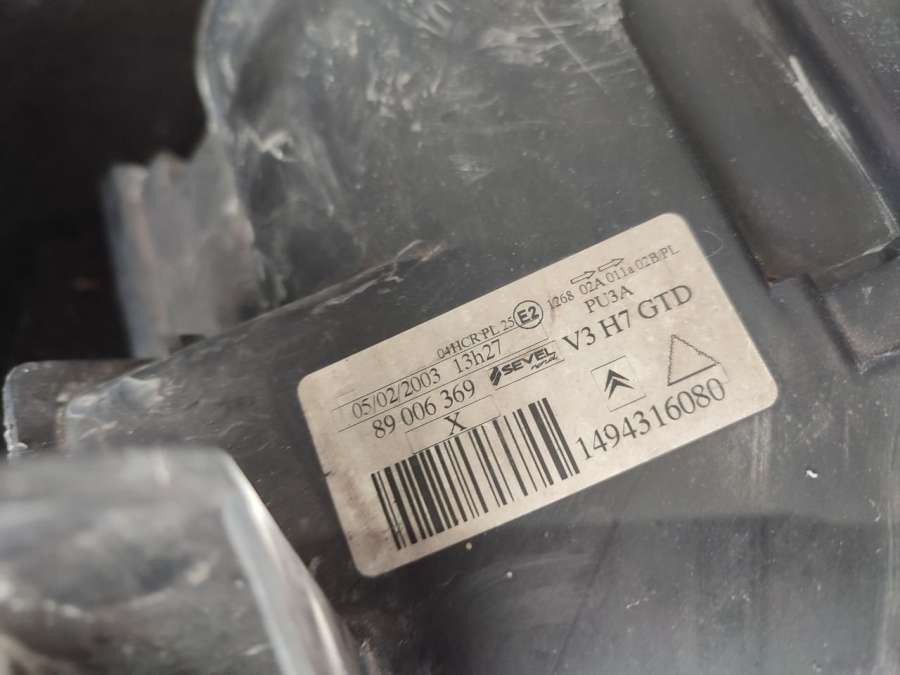 04HCR PL 25 E2 1268 02A 011a 02B/PL
05/02/2003 13h27 PU3A
89 006 369 SEVEL V3 H7 GTD
X
1494316080